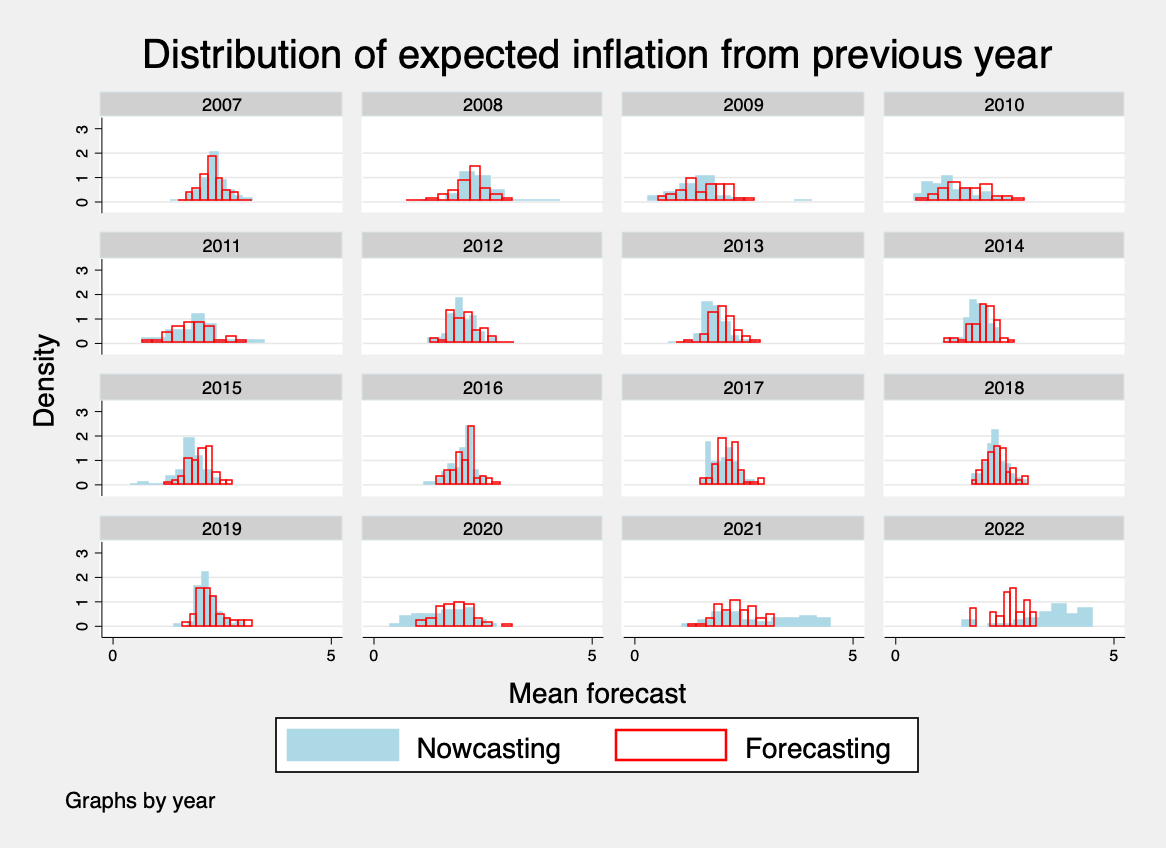 Distribution of expected inflation from previous year
2007 2008 2009 2010
3
2
1
0
2011 2012 2013 2014
3
2
1
0
2015 2016 2017 2018
3
2
1
0
2019 2020 2021 2022
3
2
1
0
0 5 0 5 0 5 0 5
Density
Mean forecast
Nowcasting Forecasting
Graphs by year